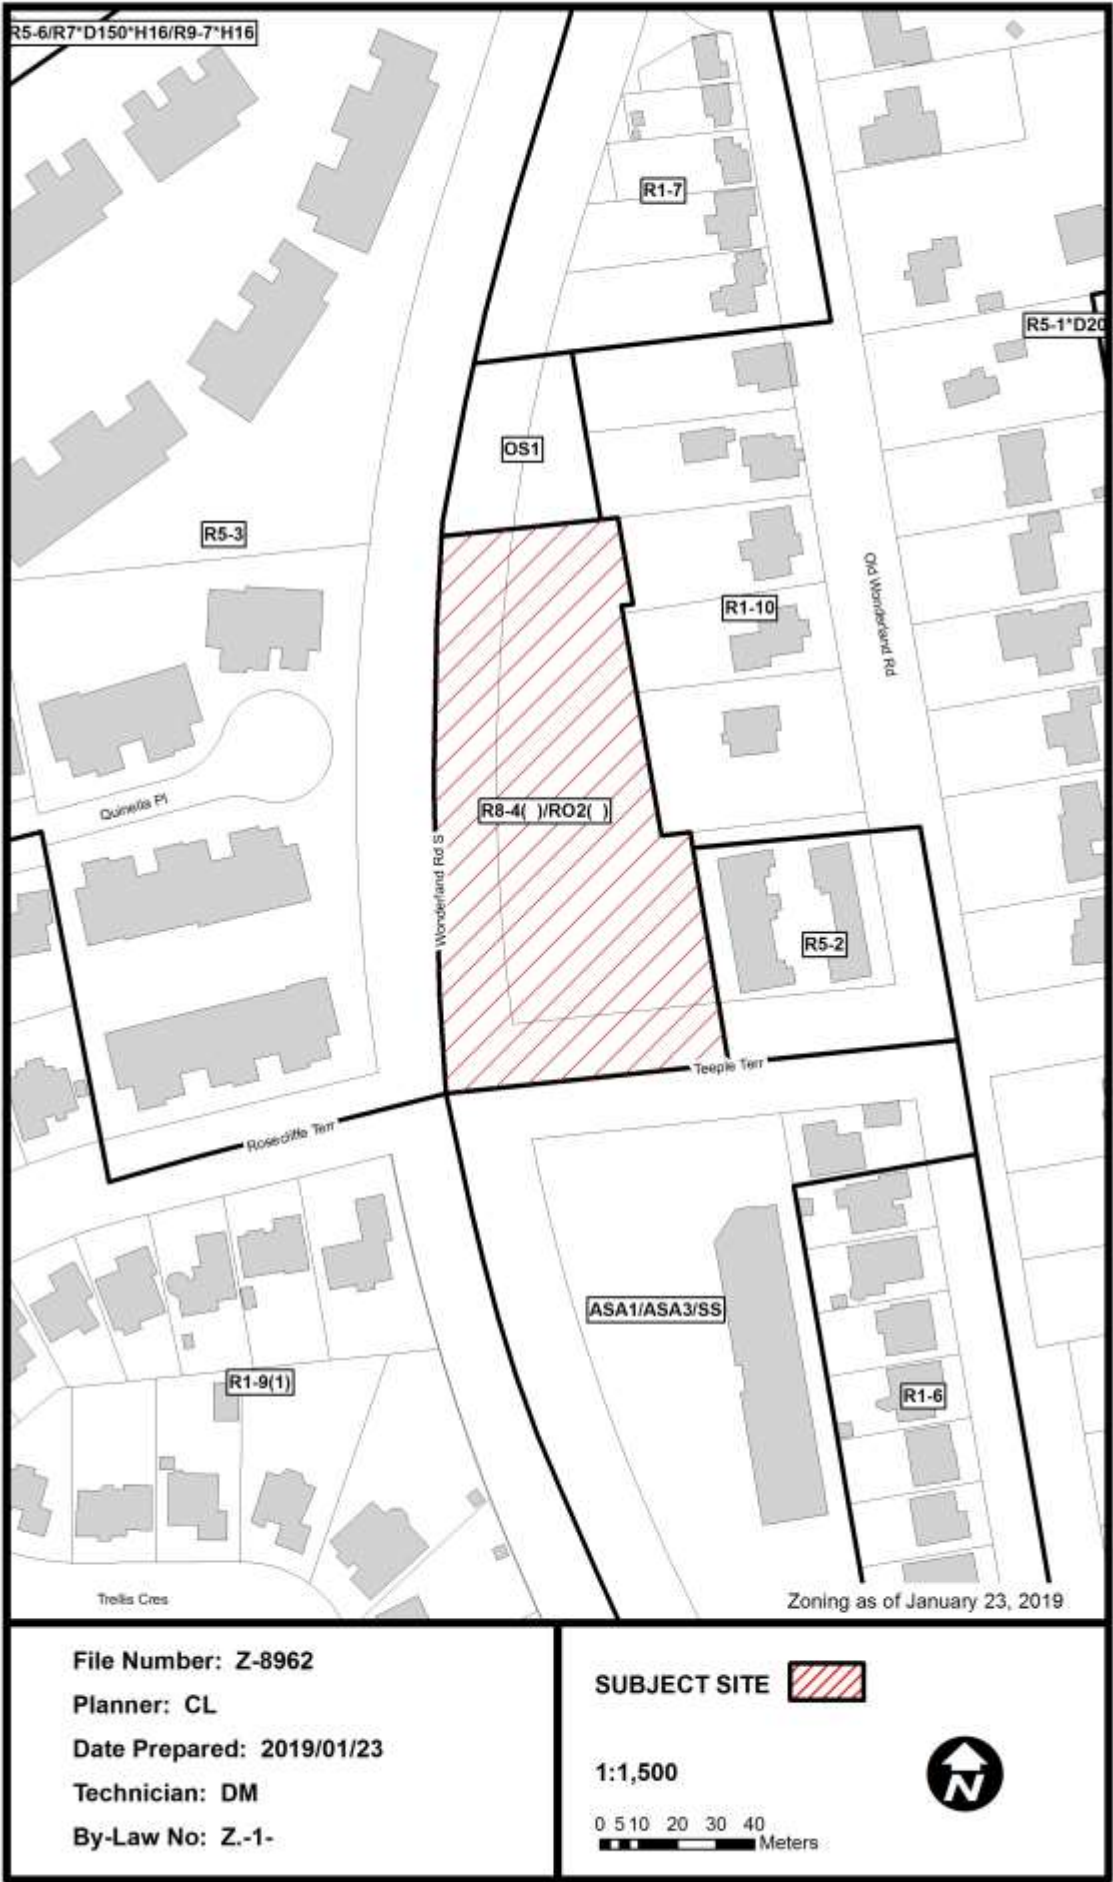 R5-6/R7*D150*H16/R9-7*H16
R1-7
R5-1*D20
OS1
R5-3
Old Wonderland Rd
R1-10
Quinella Pl
R8-4( )/RO2( )
Wonderland Rd S
R5-2
Teeple Terr
Rosecliffe Terr
ASA1/ASA3/SS
R1-9(1)
R1-6
Trellis Cres
Zoning as of January 23, 2019
File Number: Z-8962
Planner: CL
Date Prepared: 2019/01/23
Technician: DM
By-Law No: Z.-1-
SUBJECT SITE
1:1,500
0 5 10 20 30 40
Meters
N